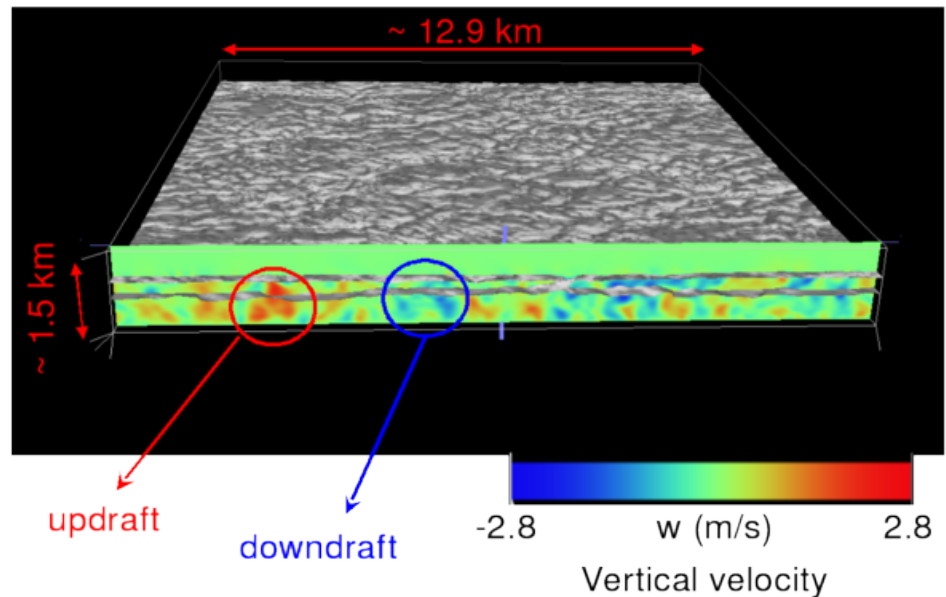 ~ 12.9 km
~ 1.5 km
updraft
downdraft
-2.8 w (m/s) 2.8
Vertical velocity